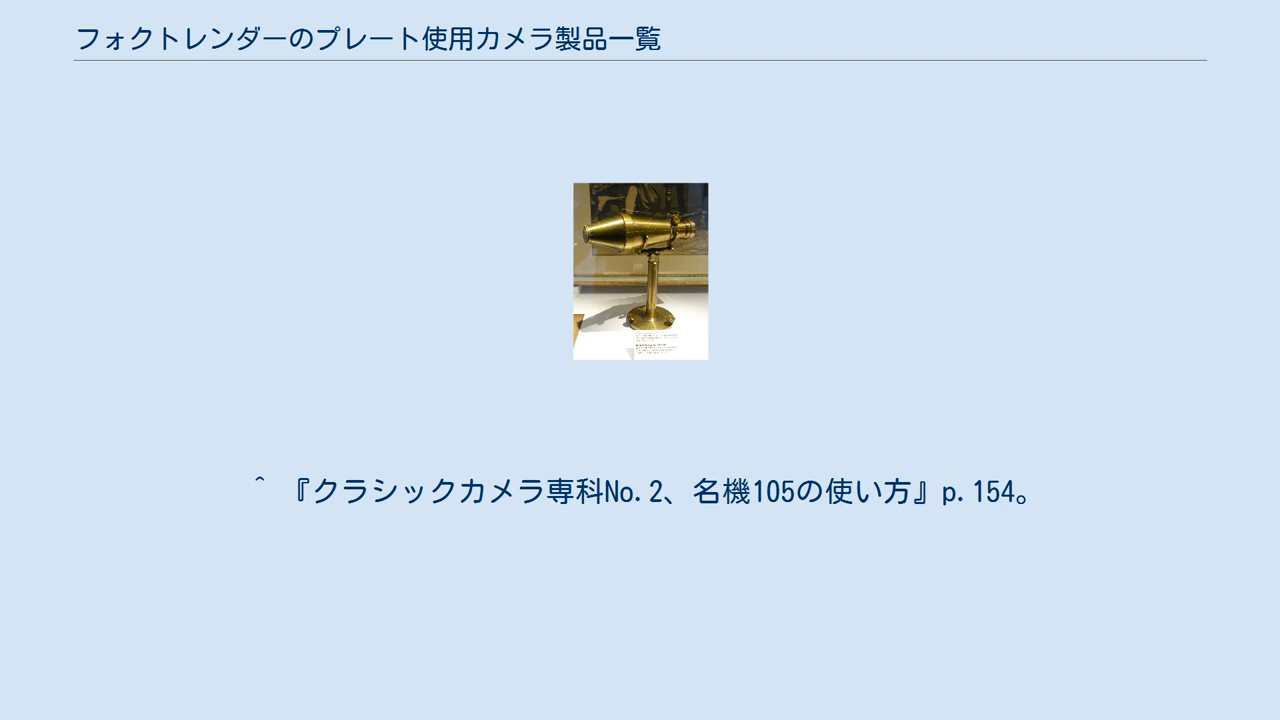 フォクトレンダーのプレート使用カメラ製品一覧
^ 『クラシックカメラ専科No.2、名機105の使い方』p.154。